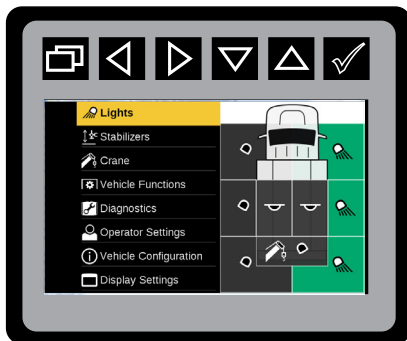 Lights
Stabilizers
Crane
Vehicle Functions
Diagnostics
Operator Settings
Vehicle Configuration
Display Settings